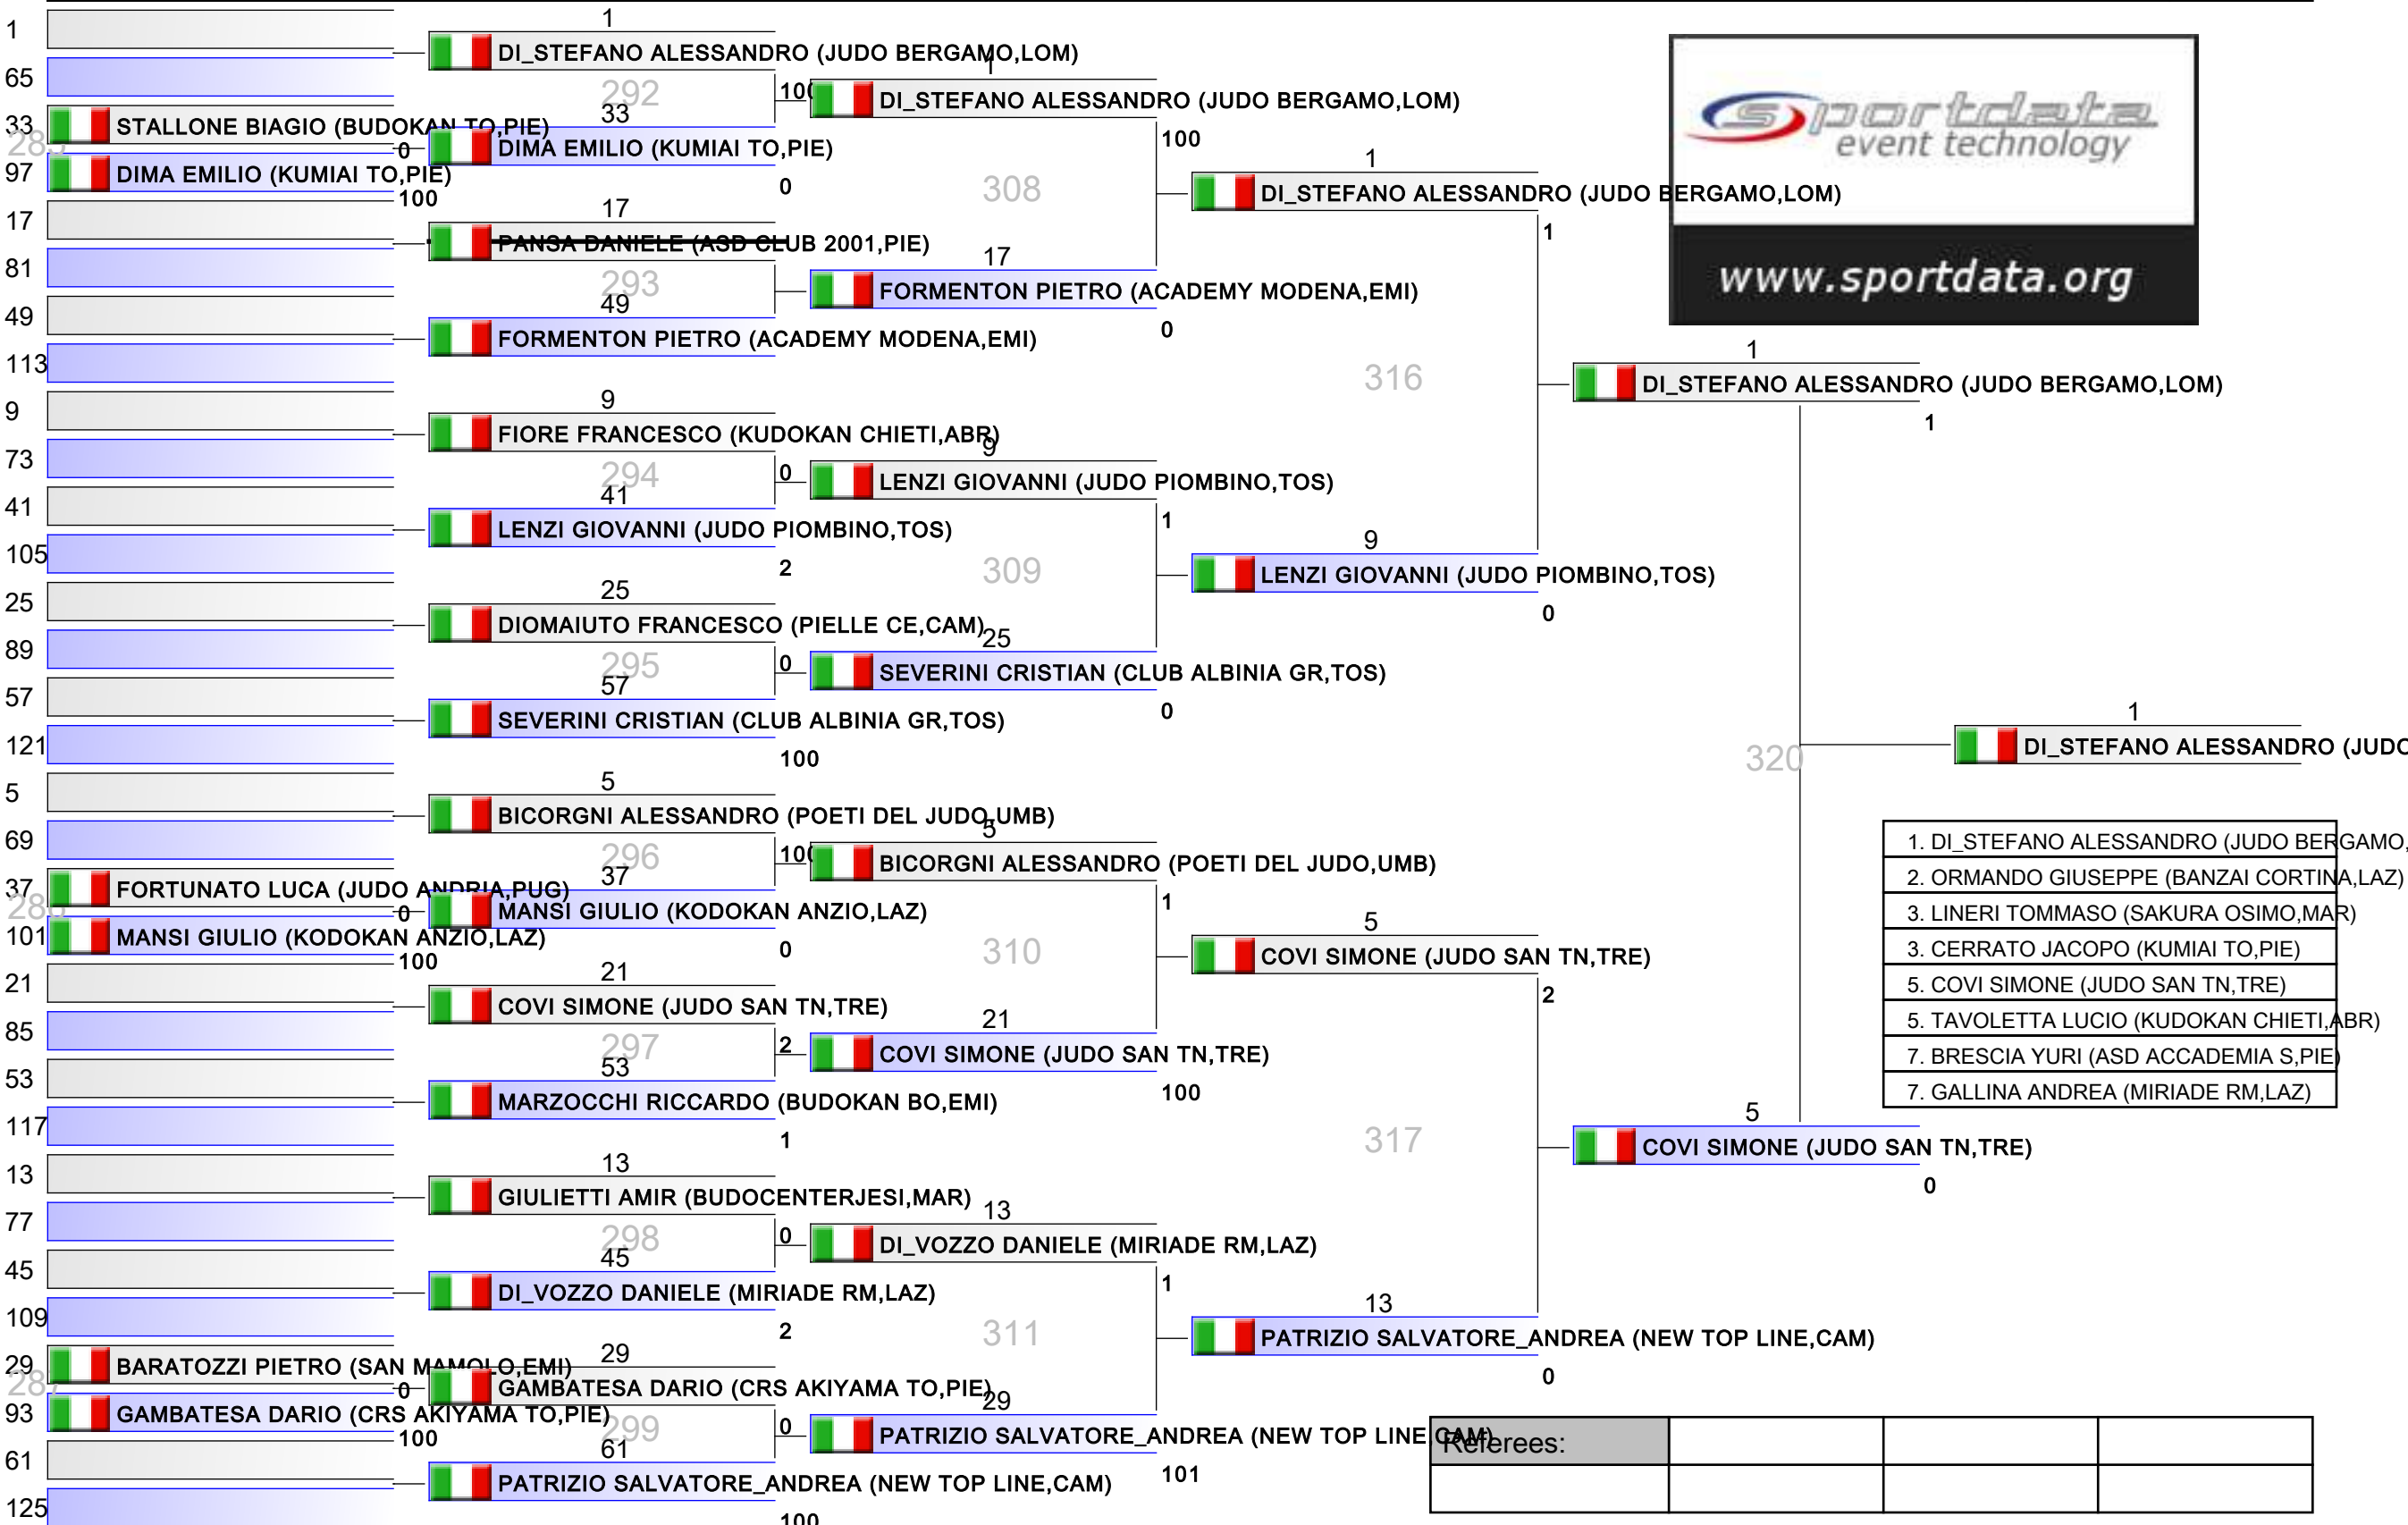 1
1
DI_STEFANO ALESSANDRO (JUDO BERGAMO,LOM)
65
292
100
1
DI_STEFANO ALESSANDRO (JUDO BERGAMO,LOM)
33
STALLONE BIAGIO (BUDOKAN TO,PIE)
0
33
DIMA EMILIO (KUMIAI TO,PIE)
100
97
DIMA EMILIO (KUMIAI TO,PIE)
100
0
308
1
DI_STEFANO ALESSANDRO (JUDO BERGAMO,LOM)
17
17
PANSA DANIELE (ASD CLUB 2001,PIE)
1
81
293
17
FORMENTON PIETRO (ACADEMY MODENA,EMI)
0
49
49
FORMENTON PIETRO (ACADEMY MODENA,EMI)
113
316
1
DI_STEFANO ALESSANDRO (JUDO BERGAMO,LOM)
1
9
9
FIORE FRANCESCO (KUDOKAN CHIETI,ABR)
73
294
0
9
LENZI GIOVANNI (JUDO PIOMBINO,TOS)
1
41
41
LENZI GIOVANNI (JUDO PIOMBINO,TOS)
105
2
309
9
LENZI GIOVANNI (JUDO PIOMBINO,TOS)
0
25
25
DIOMAIUTO FRANCESCO (PIELLE CE,CAM)
89
295
0
25
SEVERINI CRISTIAN (CLUB ALBINIA GR,TOS)
0
57
57
SEVERINI CRISTIAN (CLUB ALBINIA GR,TOS)
121
100
320
1
DI_STEFANO ALESSANDRO (JUDO
5
5
BICORGNI ALESSANDRO (POETI DEL JUDO,UMB)
69
296
100
5
BICORGNI ALESSANDRO (POETI DEL JUDO,UMB)
1
37
FORTUNATO LUCA (JUDO ANDRIA,PUG)
0
37
MANSI GIULIO (KODOKAN ANZIO,LAZ)
101
MANSI GIULIO (KODOKAN ANZIO,LAZ)
100
0
310
5
COVI SIMONE (JUDO SAN TN,TRE)
2
21
21
COVI SIMONE (JUDO SAN TN,TRE)
85
297
2
21
COVI SIMONE (JUDO SAN TN,TRE)
100
53
53
MARZOCCHI RICCARDO (BUDOKAN BO,EMI)
117
1
317
5
COVI SIMONE (JUDO SAN TN,TRE)
0
13
13
GIULIETTI AMIR (BUDOCENTERJESI,MAR)
77
298
0
13
DI_VOZZO DANIELE (MIRIADE RM,LAZ)
1
45
45
DI_VOZZO DANIELE (MIRIADE RM,LAZ)
109
2
311
13
PATRIZIO SALVATORE_ANDREA (NEW TOP LINE,CAM)
0
29
BARATOZZI PIETRO (SAN MAMOLO,EMI)
0
29
GAMBATESA DARIO (CRS AKIYAMA TO,PIE)
93
GAMBATESA DARIO (CRS AKIYAMA TO,PIE)
100
299
0
29
PATRIZIO SALVATORE_ANDREA (NEW TOP LINE,CAM)
101
61
61
PATRIZIO SALVATORE_ANDREA (NEW TOP LINE,CAM)
125
100
sportdata
event technology
www.sportdata.org
1. DI_STEFANO ALESSANDRO (JUDO BERGAMO,
2. ORMANDO GIUSEPPE (BANZAI CORTINA,LAZ)
3. LINERI TOMMASO (SAKURA OSIMO,MAR)
3. CERRATO JACOPO (KUMIAI TO,PIE)
5. COVI SIMONE (JUDO SAN TN,TRE)
5. TAVOLETTA LUCIO (KUDOKAN CHIETI,ABR)
7. BRESCIA YURI (ASD ACCADEMIA S,PIE)
7. GALLINA ANDREA (MIRIADE RM,LAZ)
Referees: